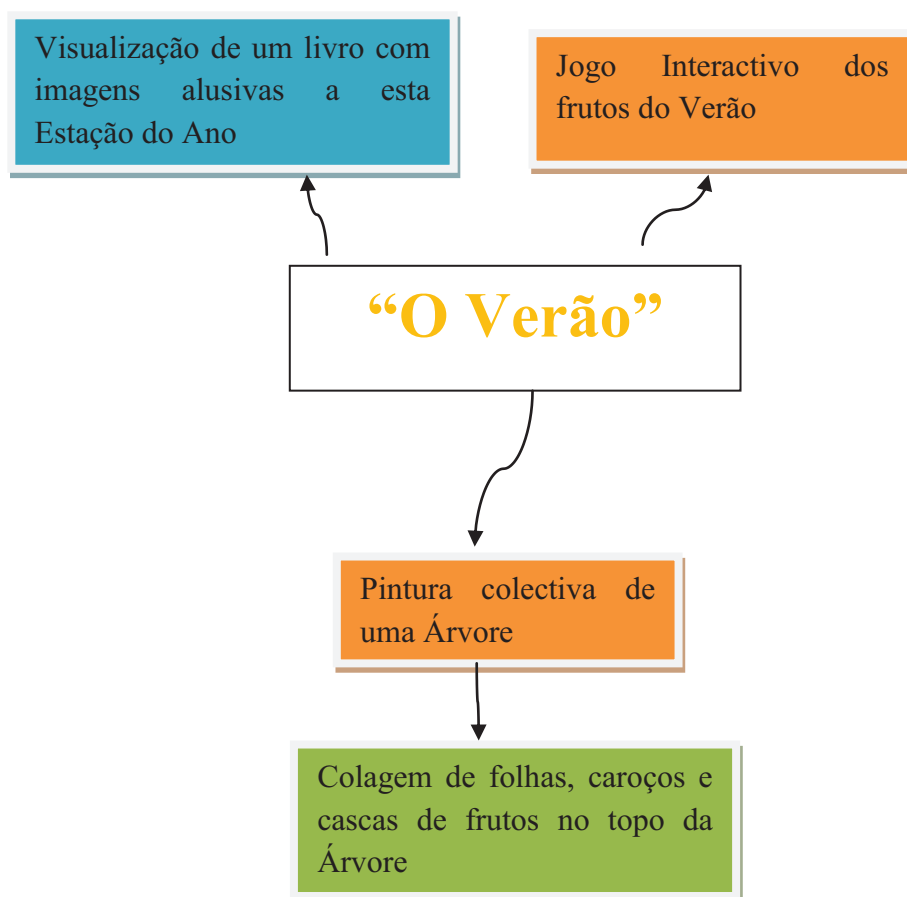 Visualização de um livro com
imagens alusivas a esta
Estação do Ano
Jogo Interactivo dos
frutos do Verão
“O Verão”
Pintura colectiva de
uma Árvore
Colagem de folhas, caroços e
cascas de frutos no topo da
Árvore